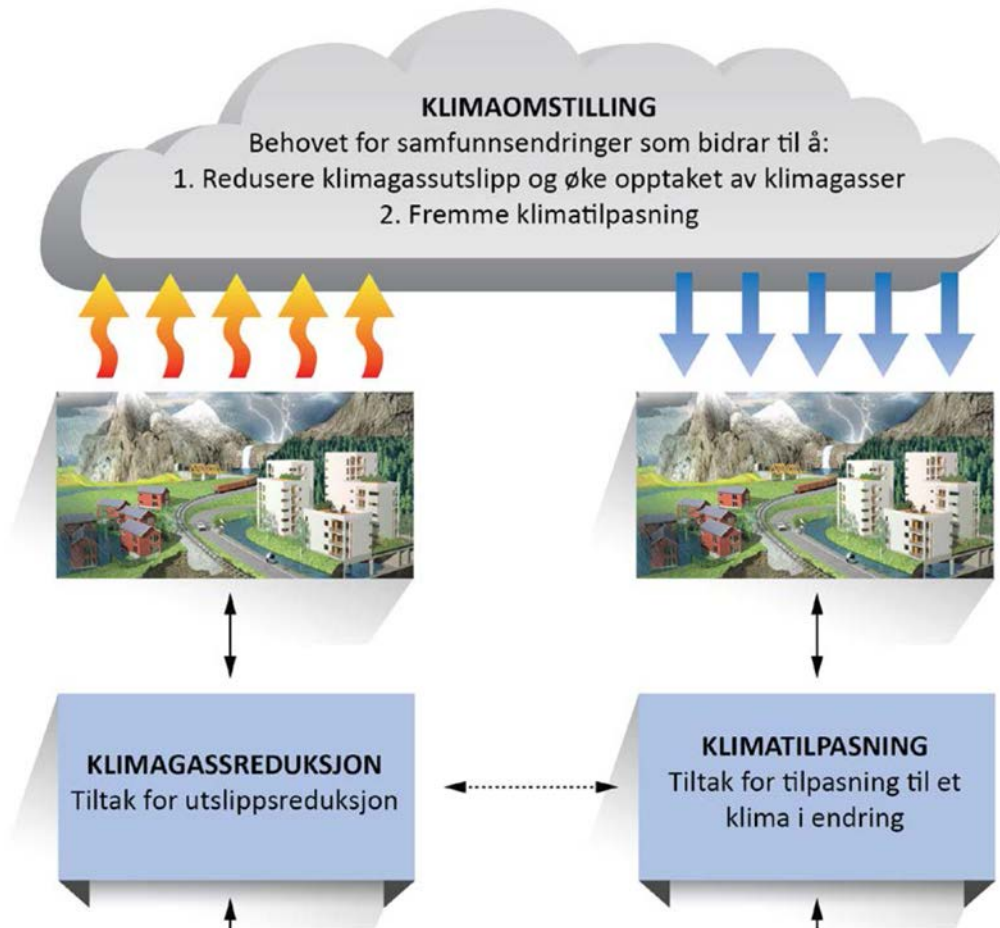 KLIMAOMSTILLING
Behovet for samfunnsendringer som bidrar til å:
1. Redusere klimagassutslipp og øke opptaket av klimagasser
2. Fremme klimatilpasning
KLIMAGASSREDUKSJON
Tiltak for utslippsreduksjon
KLIMATILPASNING
Tiltak for tilpasning til et
klima i endring